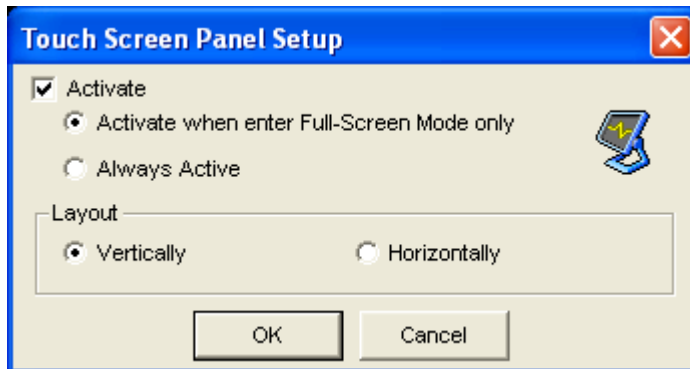 Touch Screen Panel Setup
Activate
Activate when enter Full-Screen Mode only
Always Active
Layout
Vertically Horizontally
OK Cancel